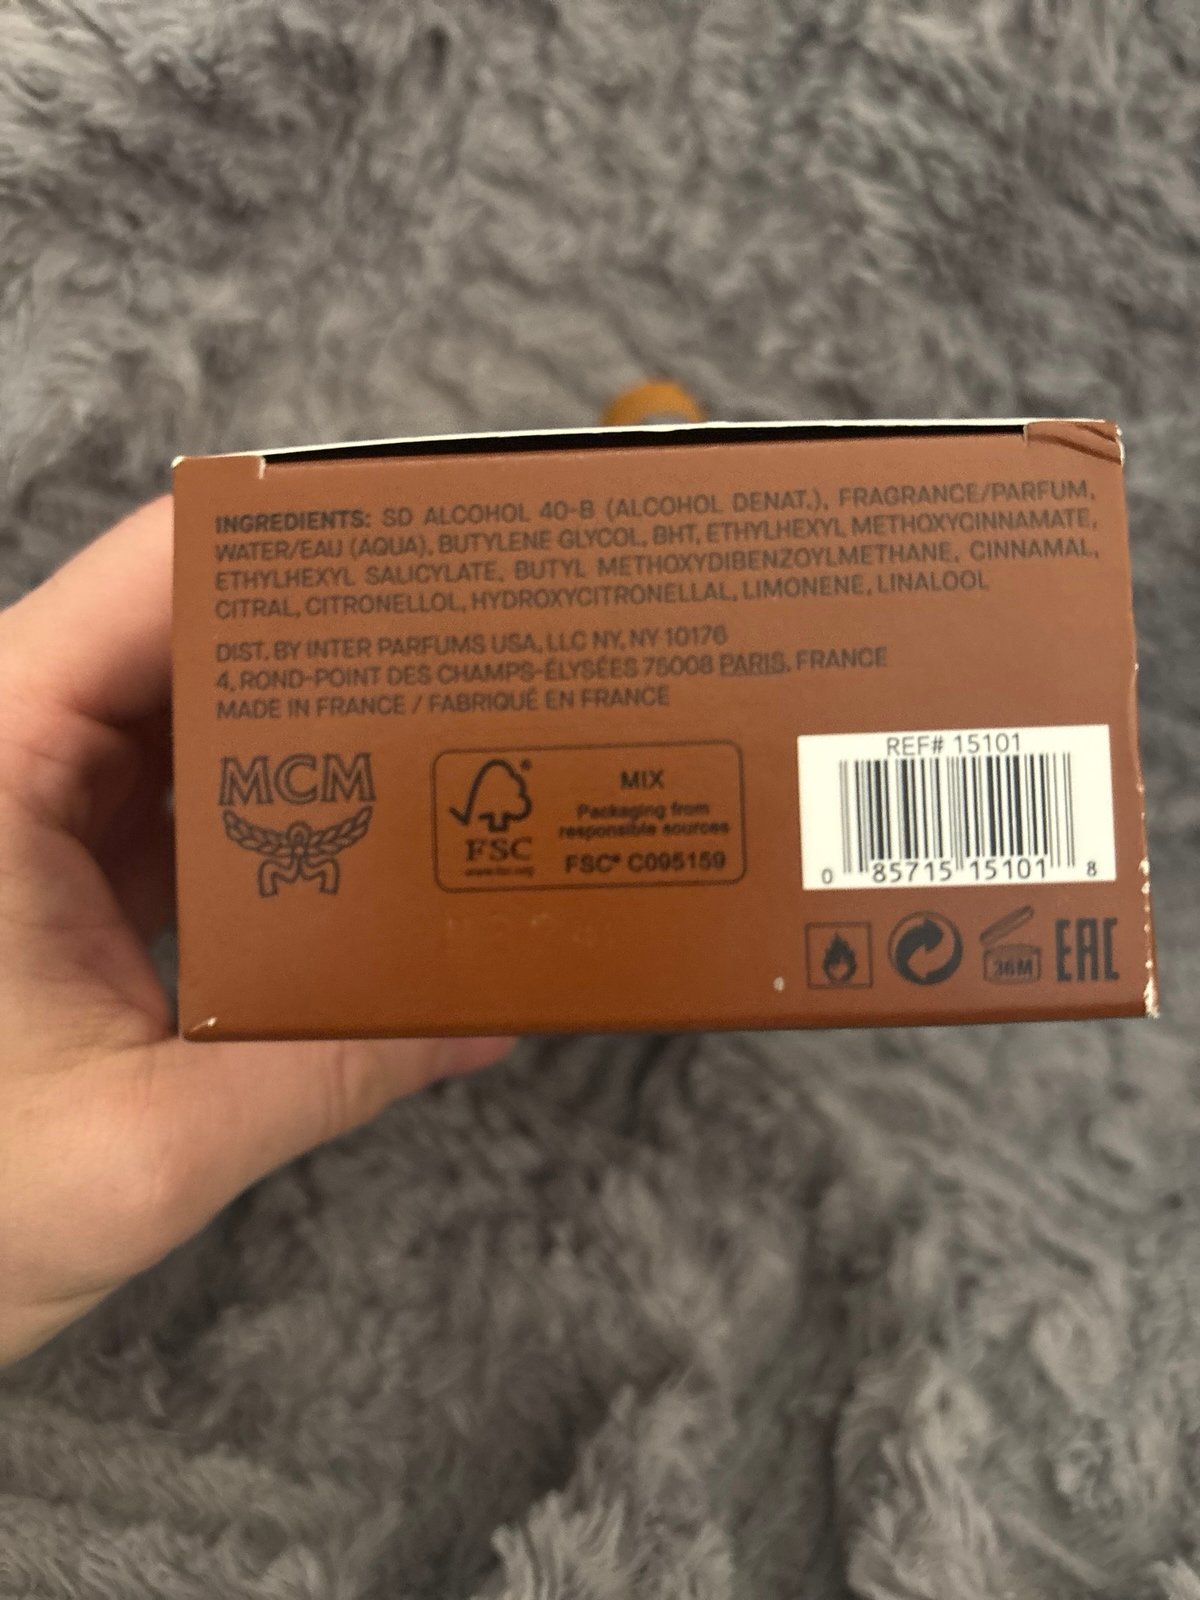 INGREDIENTS: SD ALCOHOL 40-B (ALCOHOL DENAT.), FRAGRANCE/PARFUM,
WATER/EAU (AQUA), BUTYLENE GLYCOL, BHT, ETHYLHEXYL METHOXYCINNAMATE,
ETHYLHEXYL SALICYLATE, BUTYL METHOXYDIBENZOYLMETHANE, CINNAMAL,
CITRAL, CITRONELLOL, HYDROXYCITRONELLAL, LIMONENE, LINALOOL
DIST. BY INTER PARFUMS USA, LLC NY, NY 10176
4, ROND-POINT DES CHAMPS-ÉLYSÉES 75008 PARIS, FRANCE
MADE IN FRANCE / FABRIQUÉ EN FRANCE
MCM
FSC®
www.fsc.org
MIX
Packaging from
responsible sources
FSC® C095159
REF# 15101
0 85715 15101 8
36M
EAC